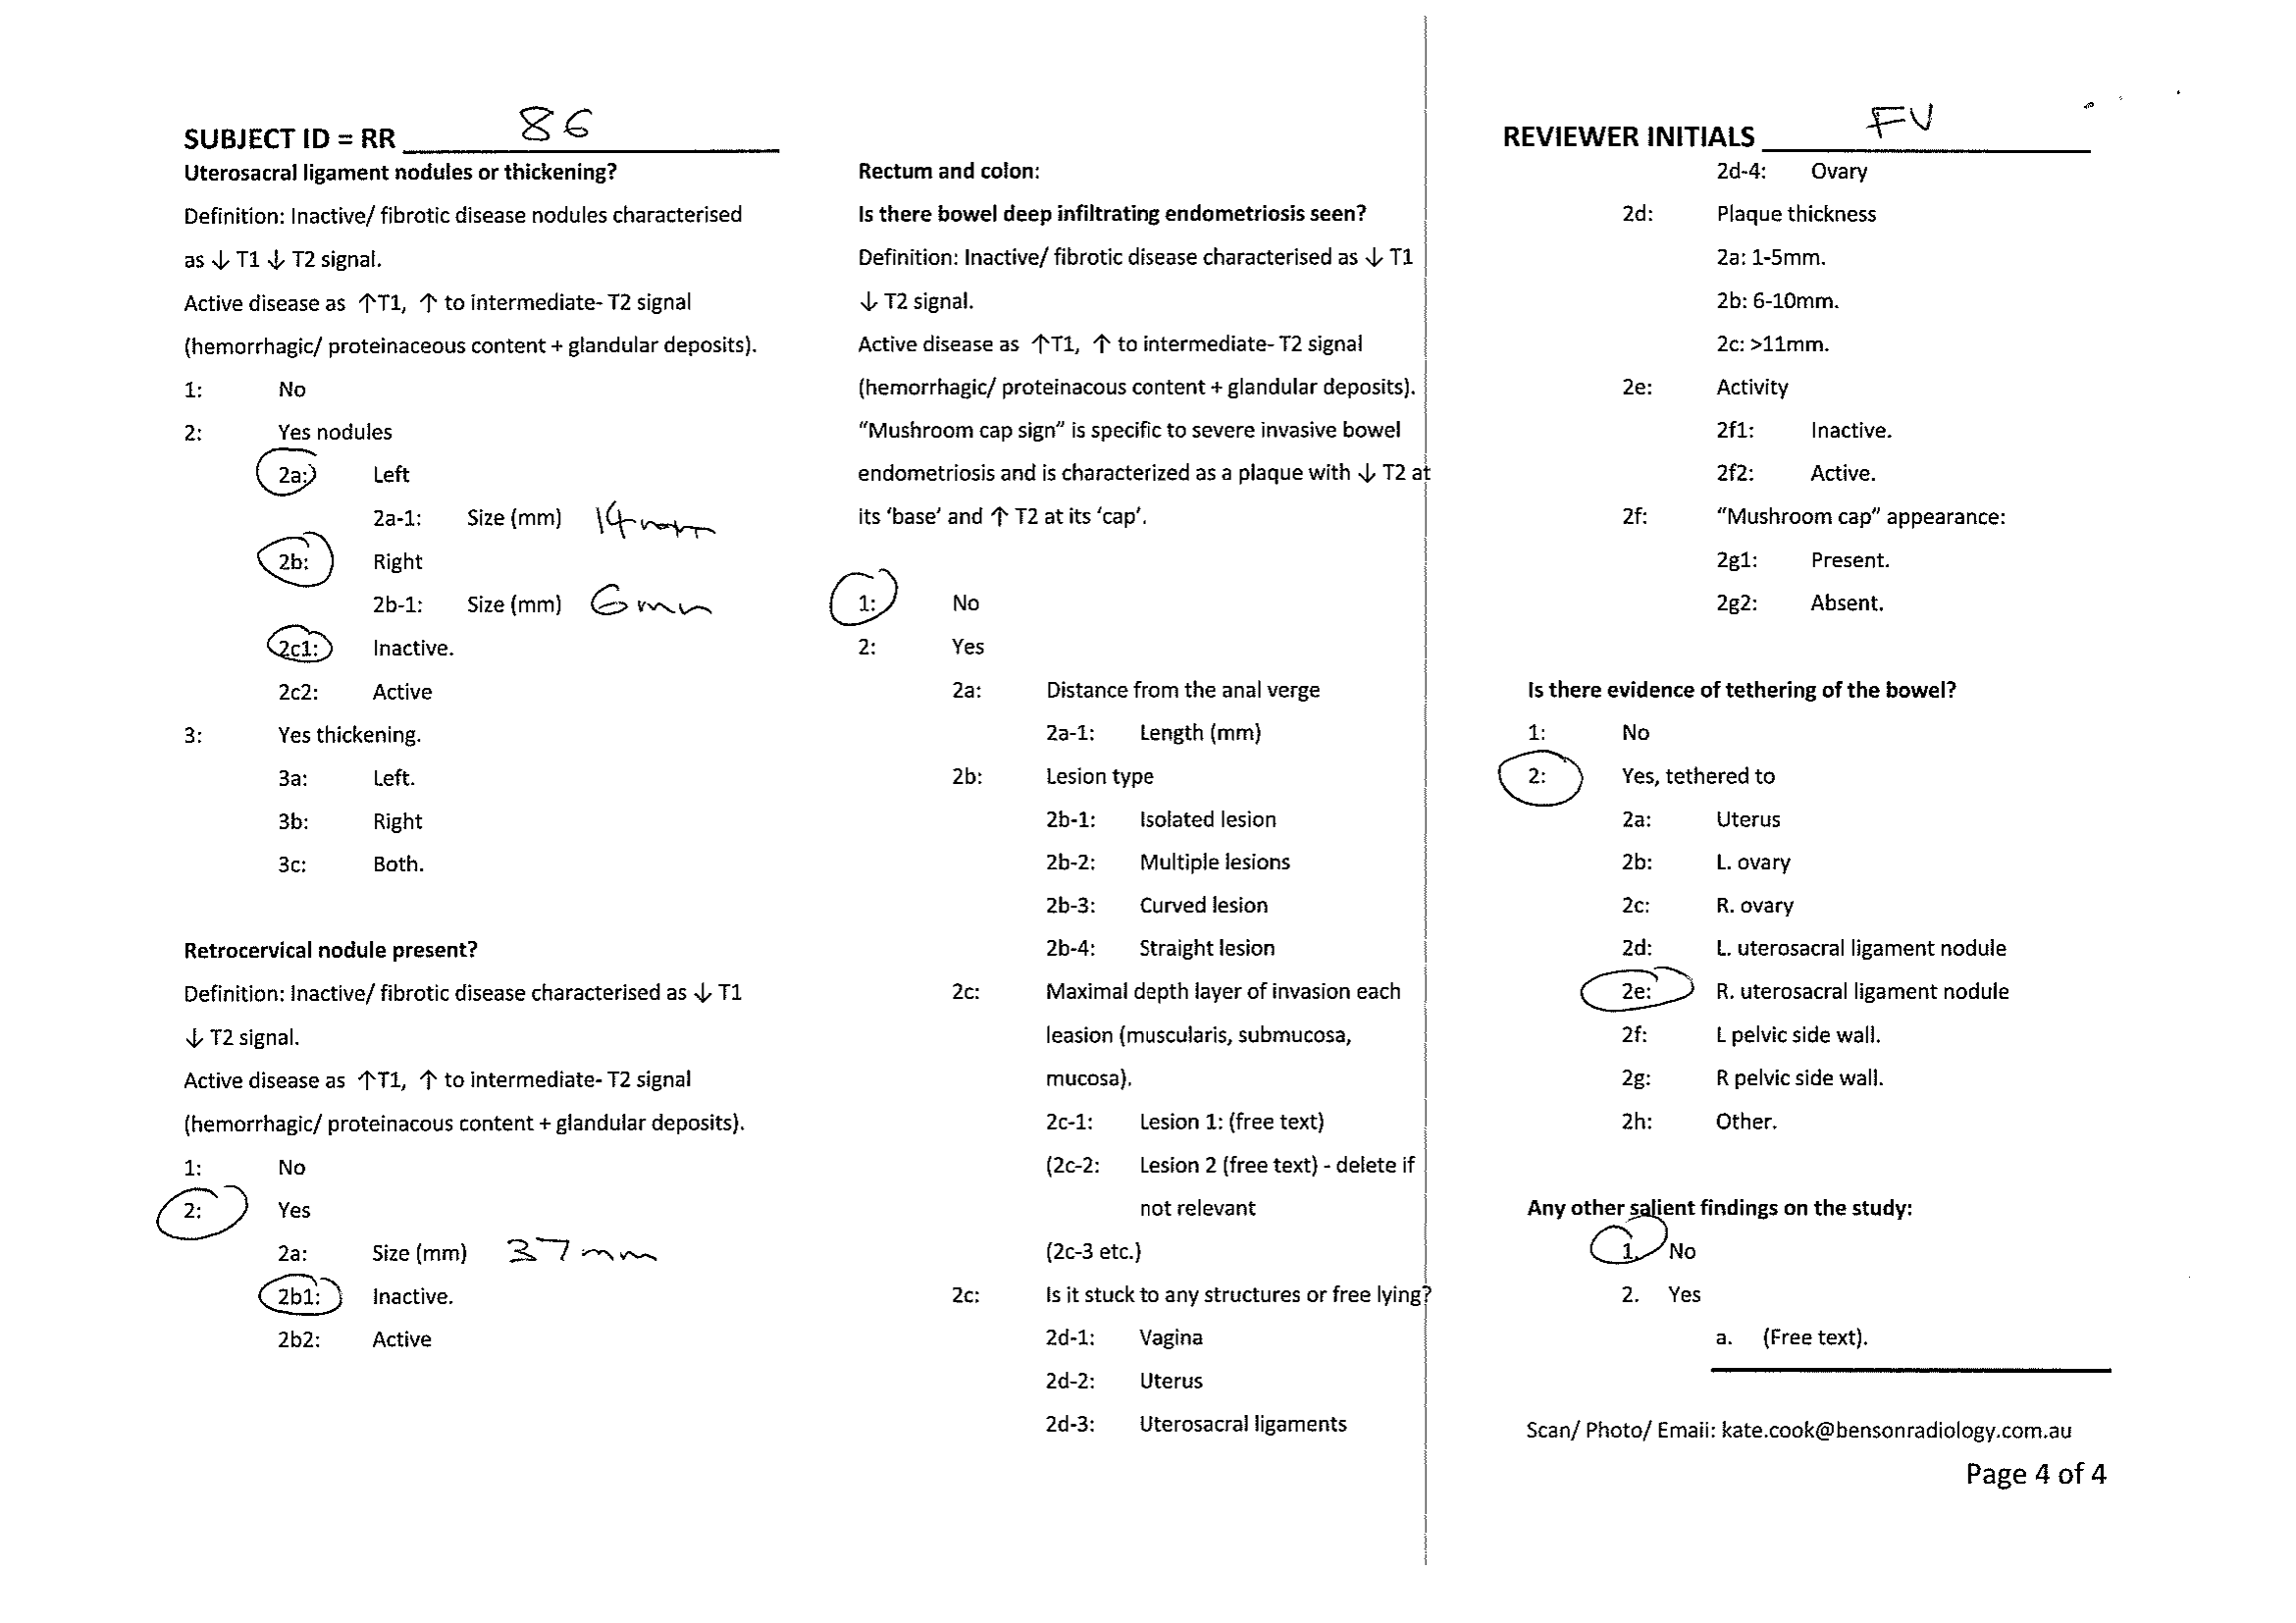 SUBJECT ID = RR 86
Uterosacral ligament nodules or thickening?
Definition: Inactive/ fibrotic disease nodules characterised
as ↓ T1 ↓ T2 signal.
Active disease as ↑T1, ↑ to intermediate- T2 signal
(hemorrhagic/ proteinaceous content + glandular deposits).
1: No
2: Yes nodules
2a: Left
2a-1: Size (mm) 14mm
2b: Right
2b-1: Size (mm) 6mm
2c1: Inactive.
2c2: Active
3: Yes thickening.
3a: Left.
3b: Right
3c: Both.
Retrocervical nodule present?
Definition: Inactive/ fibrotic disease characterised as ↓ T1
↓ T2 signal.
Active disease as ↑T1, ↑ to intermediate- T2 signal
(hemorrhagic/ proteinacous content + glandular deposits).
1: No
2: Yes
2a: Size (mm) 37mm
2b1: Inactive.
2b2: Active
Rectum and colon:
Is there bowel deep infiltrating endometriosis seen?
Definition: Inactive/ fibrotic disease characterised as ↓ T1
↓ T2 signal.
Active disease as ↑T1, ↑ to intermediate- T2 signal
(hemorrhagic/ proteinacous content + glandular deposits).
“Mushroom cap sign” is specific to severe invasive bowel
endometriosis and is characterized as a plaque with ↓ T2 at
its ‘base’ and ↑ T2 at its ‘cap’.
1: No
2: Yes
2a: Distance from the anal verge
2a-1: Length (mm)
2b: Lesion type
2b-1: Isolated lesion
2b-2: Multiple lesions
2b-3: Curved lesion
2b-4: Straight lesion
2c: Maximal depth layer of invasion each
leasion (muscularis, submucosa,
mucosa).
2c-1: Lesion 1: (free text)
(2c-2: Lesion 2 (free text) - delete if
not relevant
(2c-3 etc.)
2c: Is it stuck to any structures or free lying?
2d-1: Vagina
2d-2: Uterus
2d-3: Uterosacral ligaments
REVIEWER INITIALS FV
2d-4: Ovary
2d: Plaque thickness
2a: 1-5mm.
2b: 6-10mm.
2c: >11mm.
2e: Activity
2f1: Inactive.
2f2: Active.
2f: “Mushroom cap” appearance:
2g1: Present.
2g2: Absent.
Is there evidence of tethering of the bowel?
1: No
2: Yes, tethered to
2a: Uterus
2b: L. ovary
2c: R. ovary
2d: L. uterosacral ligament nodule
2e: R. uterosacral ligament nodule
2f: L pelvic side wall.
2g: R pelvic side wall.
2h: Other.
Any other salient findings on the study:
1. No
2. Yes
a. (Free text).
Scan/ Photo/ Email: kate.cook@bensonradiology.com.au
Page 4 of 4